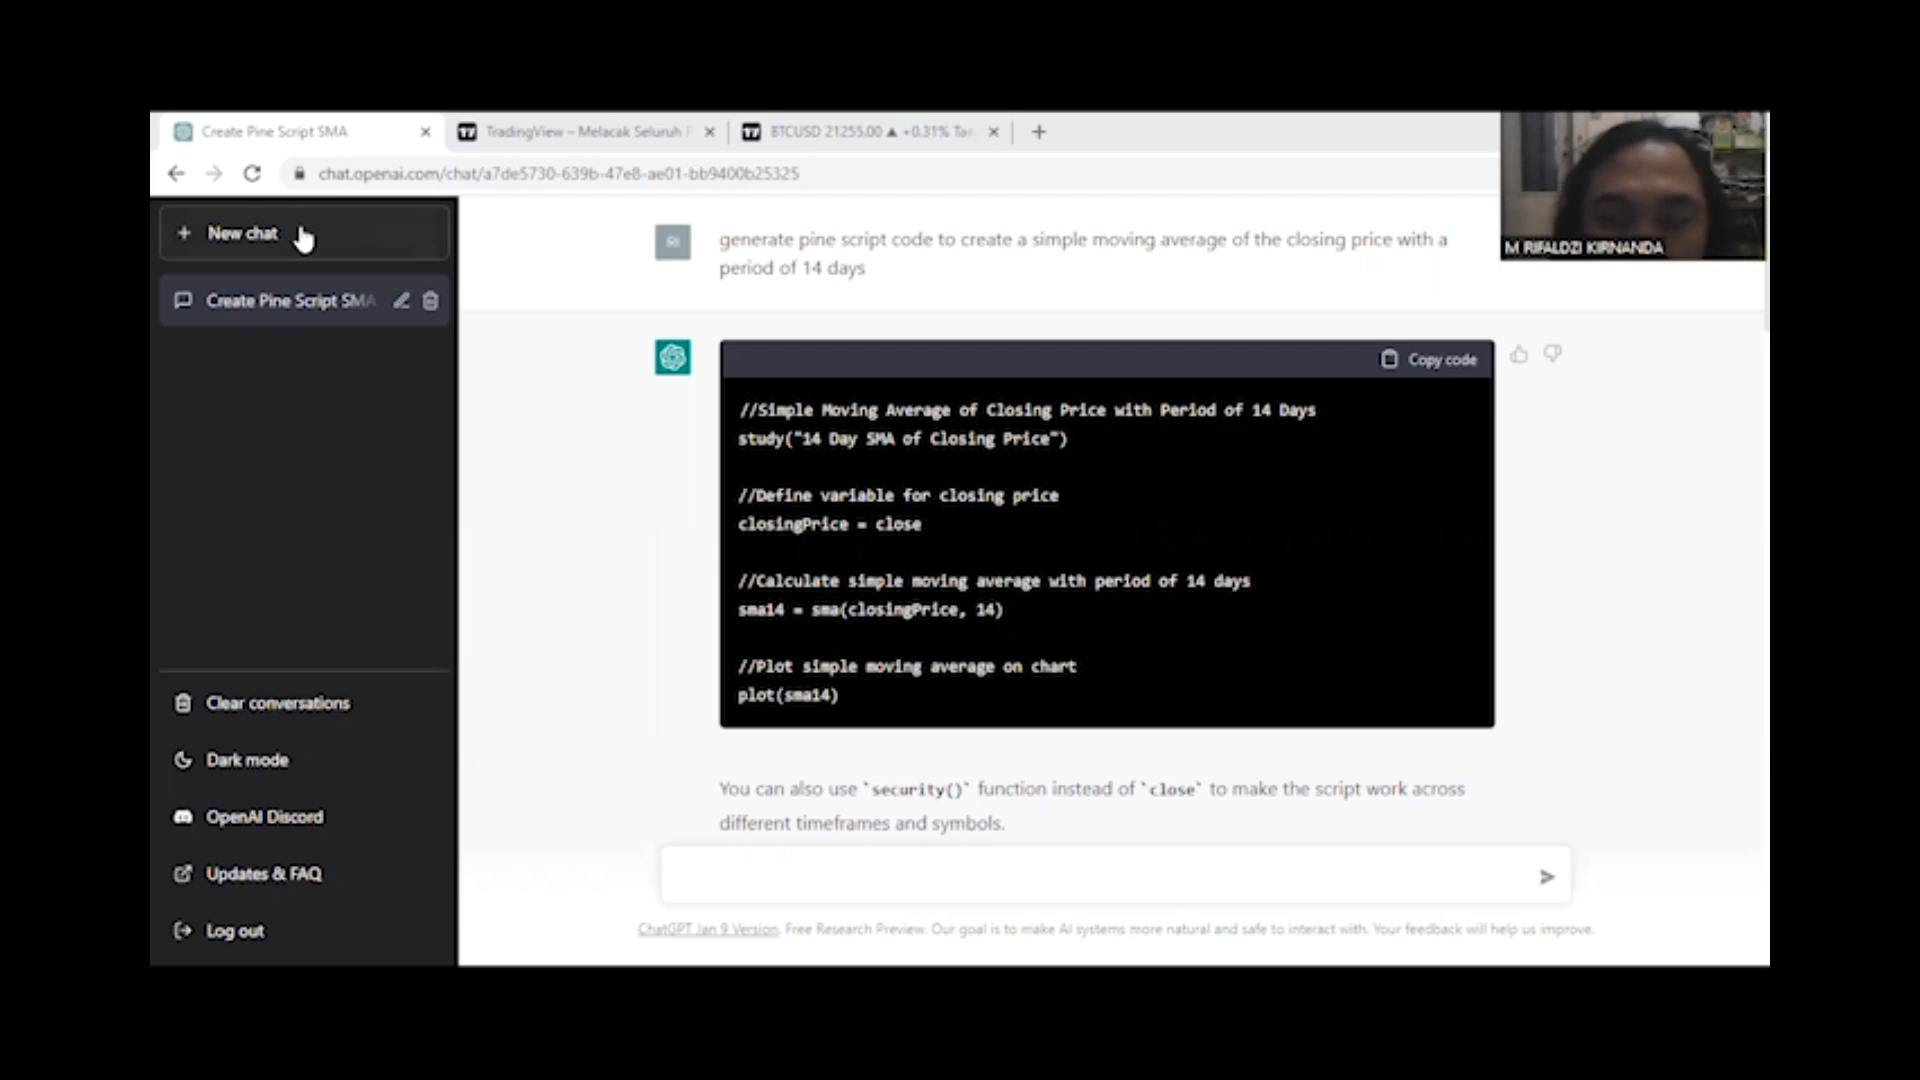 Create Pine Script SMA
TradingView – Melacak Seluruh P
BTCUSD 21255.00 ▲ +0.31% Tan
chat.openai.com/chat/a7de5730-639b-47e8-ae01-bb9400b25325
M RIFALDZI KIRNANDA
+ New chat
Create Pine Script SMA
Clear conversations
Dark mode
OpenAI Discord
Updates & FAQ
Log out
RI
generate pine script code to create a simple moving average of the closing price with a
period of 14 days
Copy code
//Simple Moving Average of Closing Price with Period of 14 Days
study("14 Day SMA of Closing Price")
//Define variable for closing price
closingPrice = close
//Calculate simple moving average with period of 14 days
sma14 = sma(closingPrice, 14)
//Plot simple moving average on chart
plot(sma14)
You can also use `security()` function instead of `close` to make the script work across
different timeframes and symbols.
ChatGPT Jan 9 Version. Free Research Preview. Our goal is to make AI systems more natural and safe to interact with. Your feedback will help us improve.